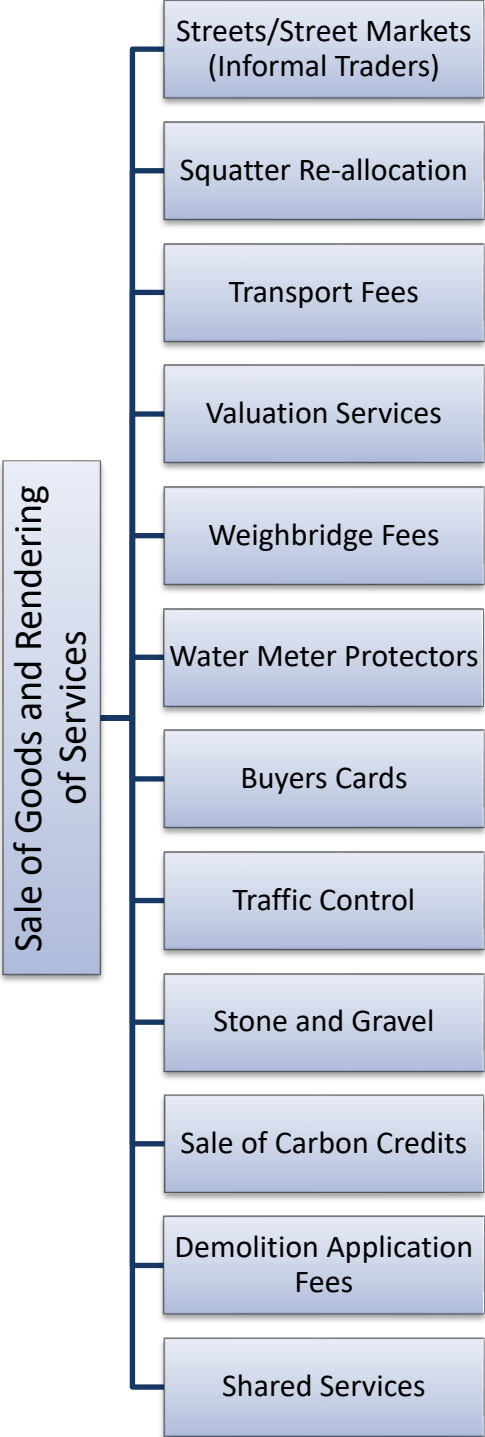 Sale of Goods and Rendering
of Services
Streets/Street Markets
(Informal Traders)
Squatter Re-allocation
Transport Fees
Valuation Services
Weighbridge Fees
Water Meter Protectors
Buyers Cards
Traffic Control
Stone and Gravel
Sale of Carbon Credits
Demolition Application
Fees
Shared Services